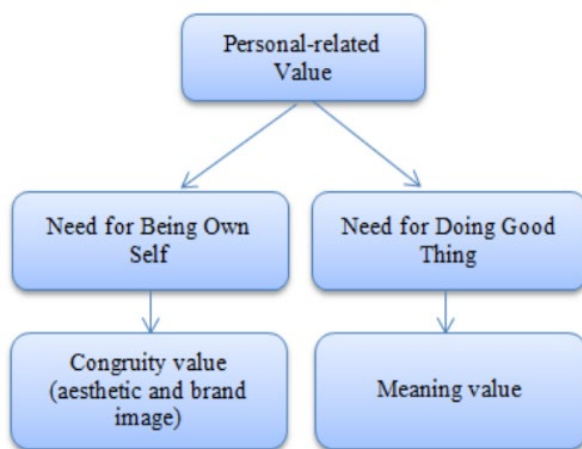 Personal-related
Value
Need for Being Own
Self
Need for Doing Good
Thing
Congruity value
(aesthetic and brand
image)
Meaning value